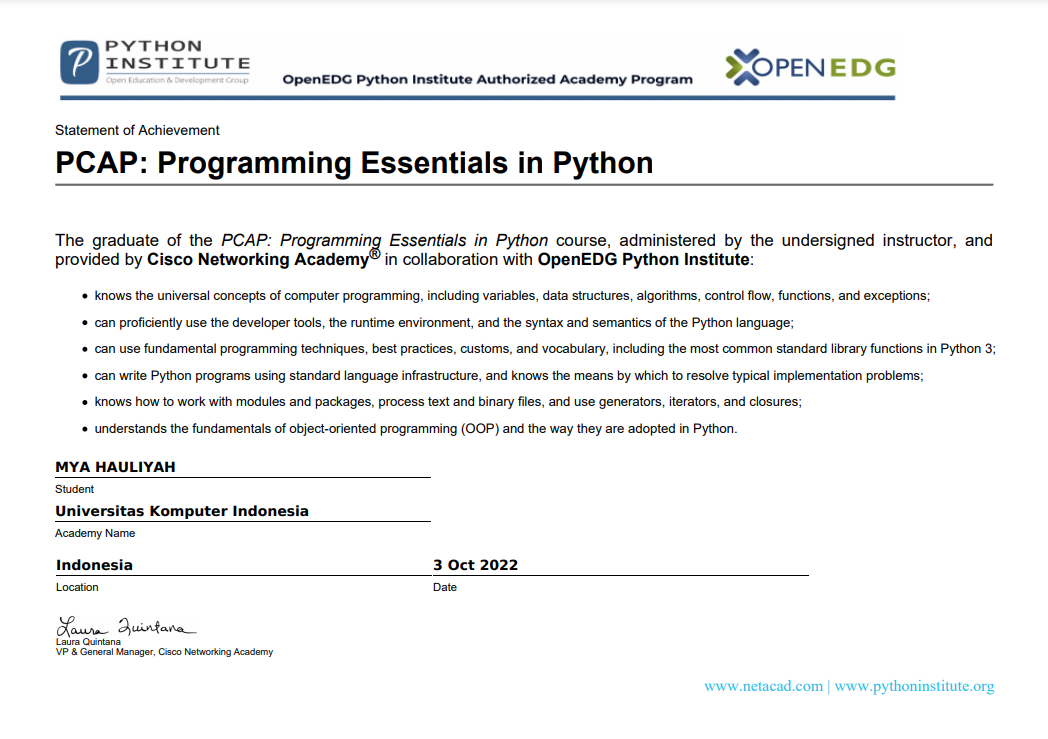 PYTHON
INSTITUTE
Open Education & Development Group
OpenEDG Python Institute Authorized Academy Program
OPENEDG
Statement of Achievement
PCAP: Programming Essentials in Python
The graduate of the PCAP: Programming Essentials in Python course, administered by the undersigned instructor, and
provided by Cisco Networking Academy® in collaboration with OpenEDG Python Institute:
• knows the universal concepts of computer programming, including variables, data structures, algorithms, control flow, functions, and exceptions;
• can proficiently use the developer tools, the runtime environment, and the syntax and semantics of the Python language;
• can use fundamental programming techniques, best practices, customs, and vocabulary, including the most common standard library functions in Python 3;
• can write Python programs using standard language infrastructure, and knows the means by which to resolve typical implementation problems;
• knows how to work with modules and packages, process text and binary files, and use generators, iterators, and closures;
• understands the fundamentals of object-oriented programming (OOP) and the way they are adopted in Python.
MYA HAULIYAH
Student
Universitas Komputer Indonesia
Academy Name
Indonesia 3 Oct 2022
Location Date
Laura Quintana
Laura Quintana
VP & General Manager, Cisco Networking Academy
www.netacad.com | www.pythoninstitute.org